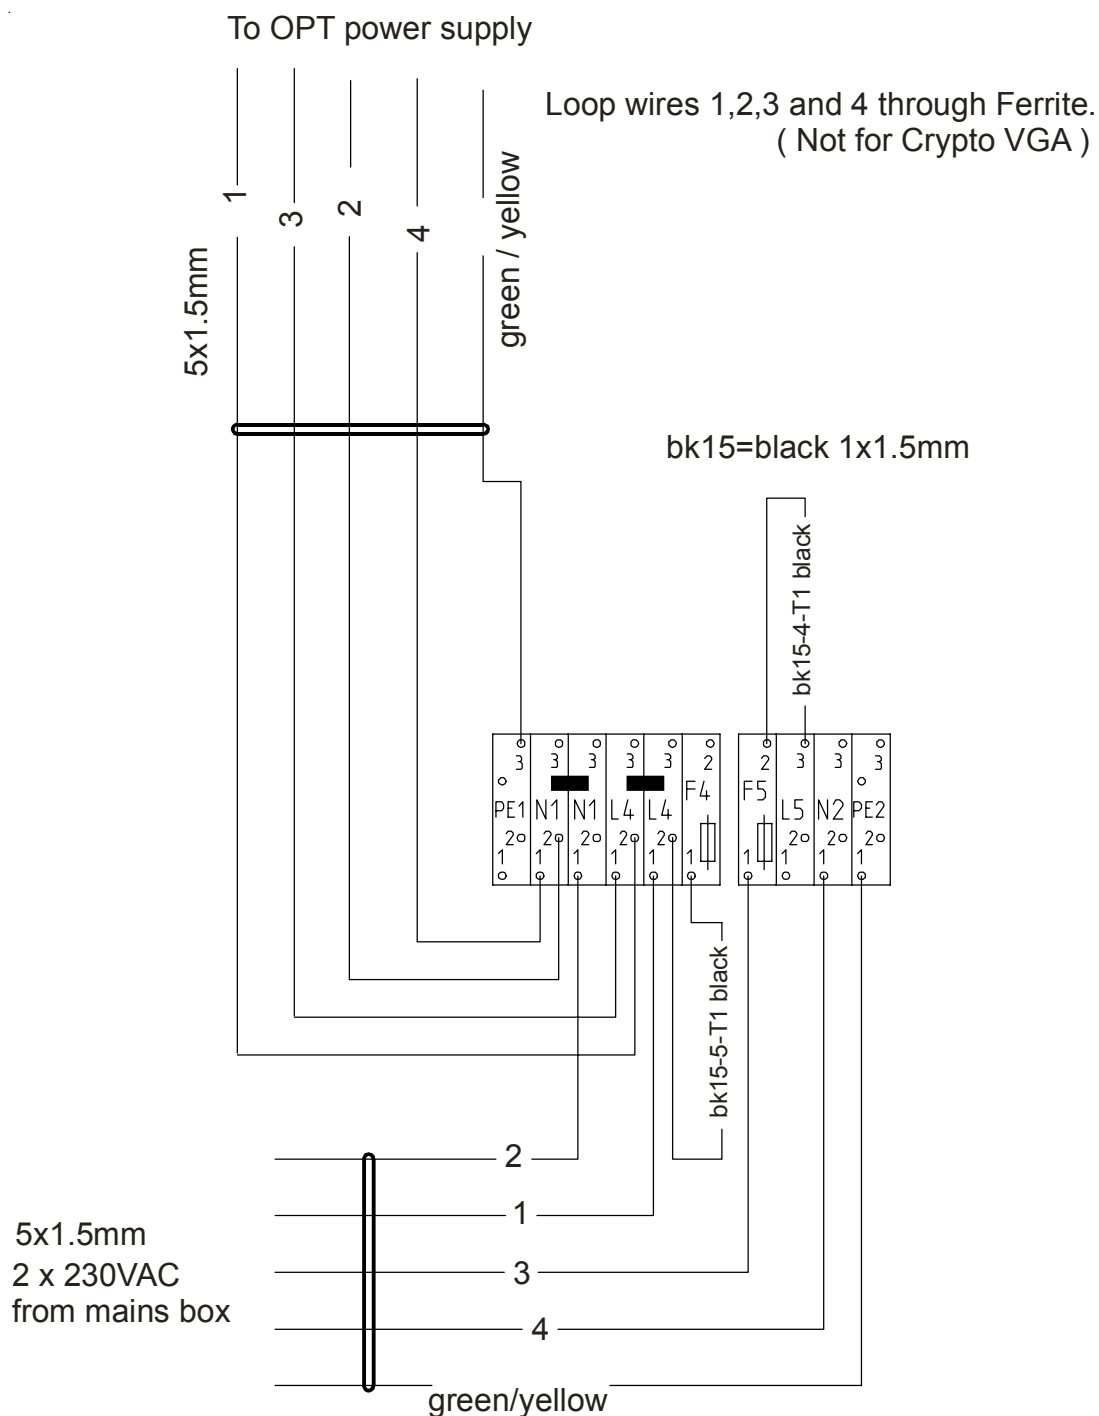 To OPT power supply
Loop wires 1,2,3 and 4 through Ferrite.
( Not for Crypto VGA )
1
3
2
4
green / yellow
5x1.5mm
bk15=black 1x1.5mm
bk15-4-T1 black
3 3 3 3 3 2 2 3 3 3
F4 F5
PE1 N1 N1 L4 L4 L5 N2 PE2
2 2 2 2 2 2 2 2
1 1 1 1 1 1 1 1 1 1
bk15-5-T1 black
2
1
3
4
green/yellow
5x1.5mm
2 x 230VAC
from mains box